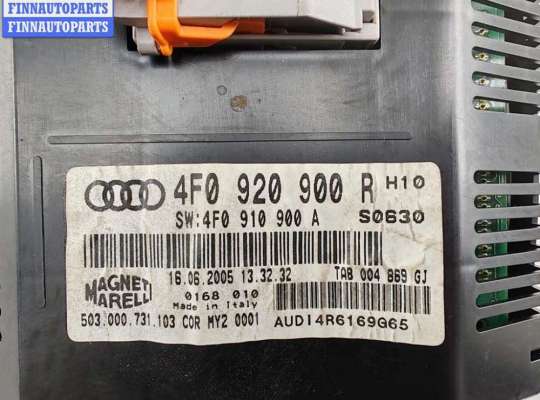 FINNAUTOPARTS
FINNAUTOPARTS
4F0 920 900 R H10
SW:4F0 910 900 A S0630
16.06.2005 13.32.32 TAB 004 869 GJ
MAGNETI MARELLI
0168 010
Made in Italy
503.000.731.103 COR MY2 0001 AUDI4R6169G65